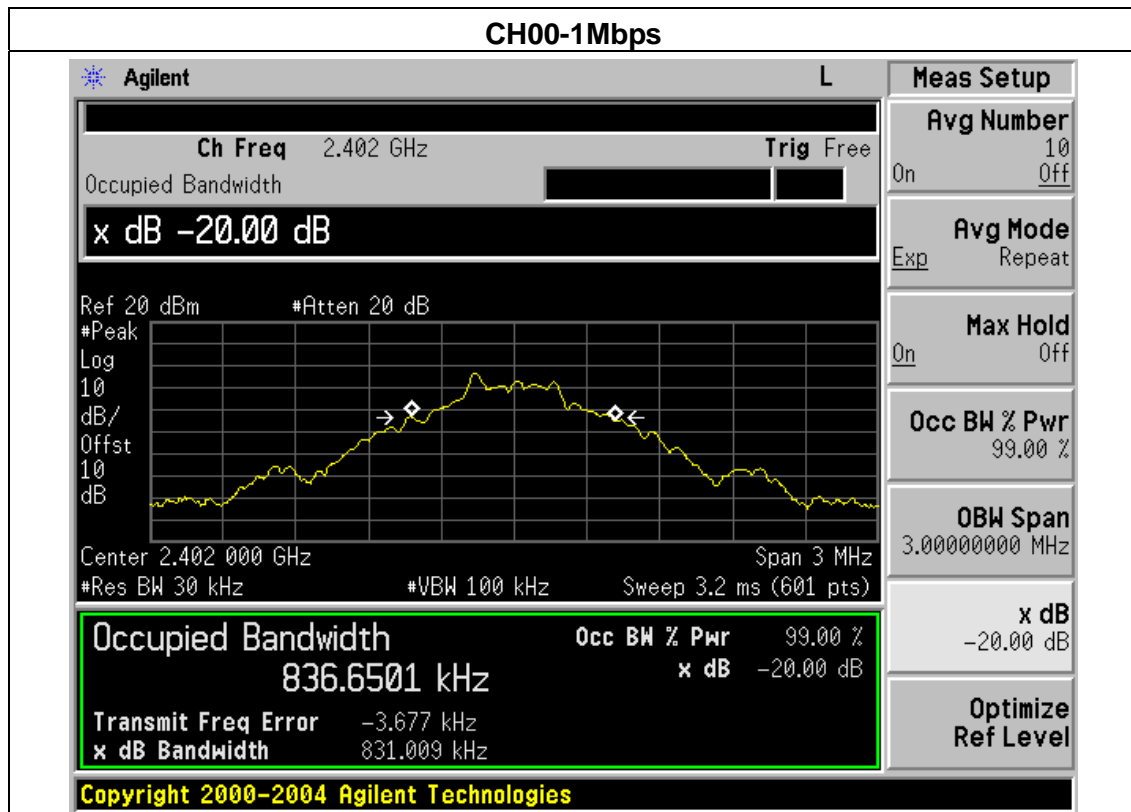 CH00-1Mbps
Agilent L
Ch Freq 2.402 GHz Trig Free
Occupied Bandwidth
x dB -20.00 dB
Ref 20 dBm #Atten 20 dB
#Peak
Log
10
dB/
Offst
10
dB
Center 2.402 000 GHz Span 3 MHz
#Res BW 30 kHz #VBW 100 kHz Sweep 3.2 ms (601 pts)
Occupied Bandwidth
836.6501 kHz
Occ BW % Pwr 99.00 %
x dB -20.00 dB
Transmit Freq Error -3.677 kHz
x dB Bandwidth 831.009 kHz
Copyright 2000-2004 Agilent Technologies
Meas Setup
Avg Number
10
On Off
Avg Mode
Exp Repeat
Max Hold
On Off
Occ BW % Pwr
99.00 %
OBW Span
3.00000000 MHz
x dB
-20.00 dB
Optimize
Ref Level